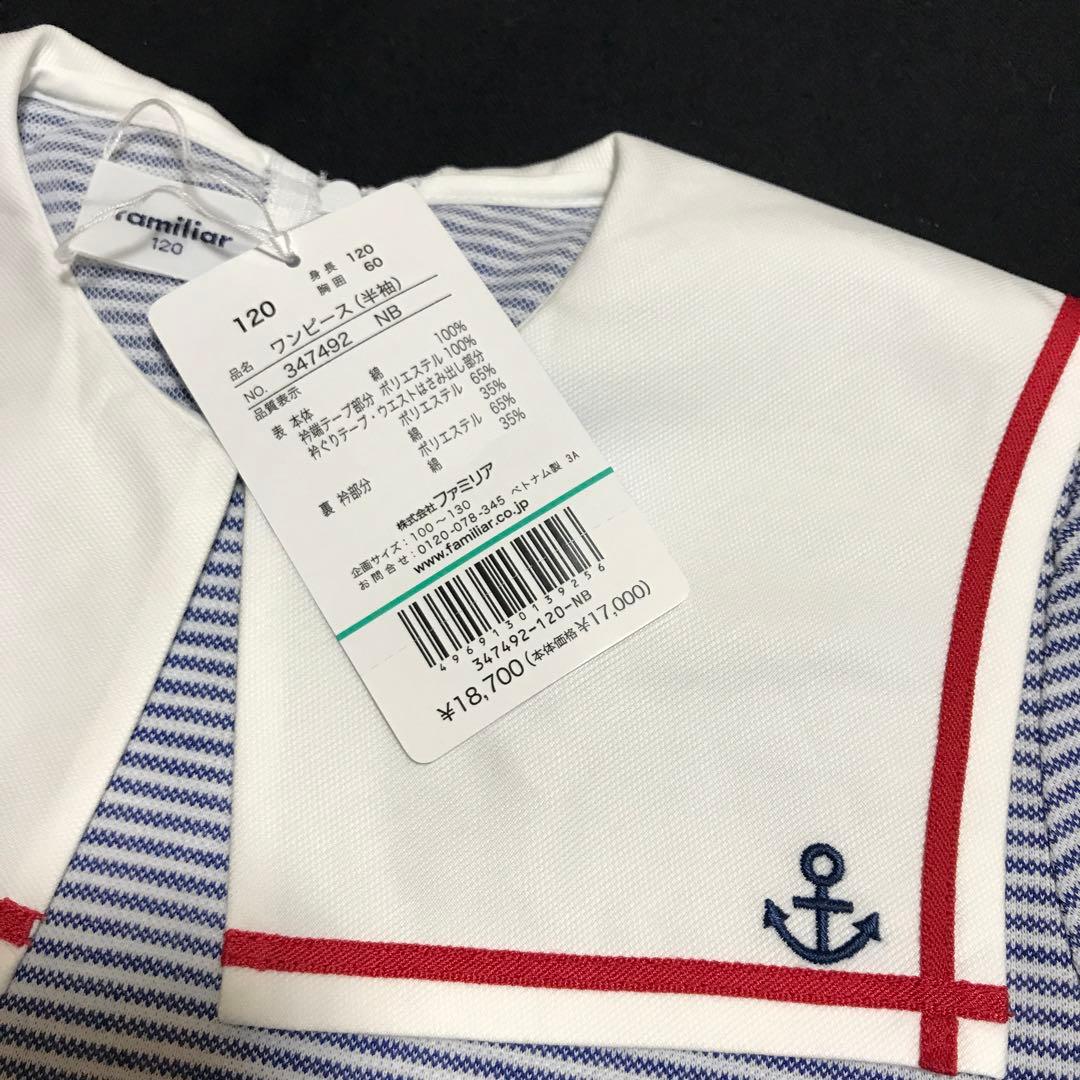 familiar
120
身長 120
120 胸囲 60
品名 ワンピース(半袖)
NO. 347492 NB
品質表示
表 本体 綿 100%
衿端テープ部分 ポリエステル 100%
衿ぐりテープ・ウエストはさみ出し部分
ポリエステル 65%
綿 35%
裏 衿部分 ポリエステル 65%
綿 35%
株式会社ファミリア
企画サイズ:100～130 ベトナム製 3A
お問合せ:0120-078-345
www.familiar.co.jp
4969130139256
347492-120-NB
¥18,700(本体価格¥17,000)